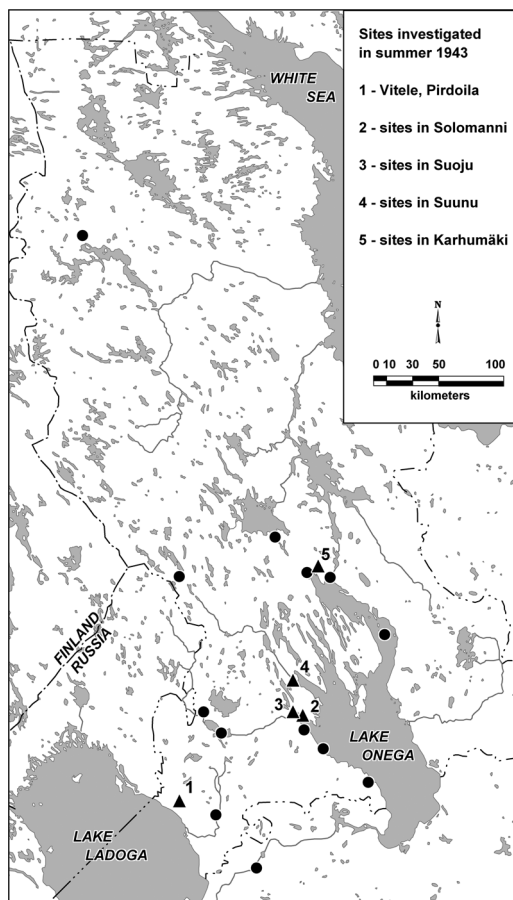 Sites investigated
in summer 1943
1 - Vitele, Pirdoila
2 - sites in Solomanni
3 - sites in Suoju
4 - sites in Suunu
5 - sites in Karhumäki
N
0 10 30 50 100
kilometers
WHITE
SEA
5
FINLAND
RUSSIA
4
3 2
LAKE
ONEGA
1
LAKE
LADOGA